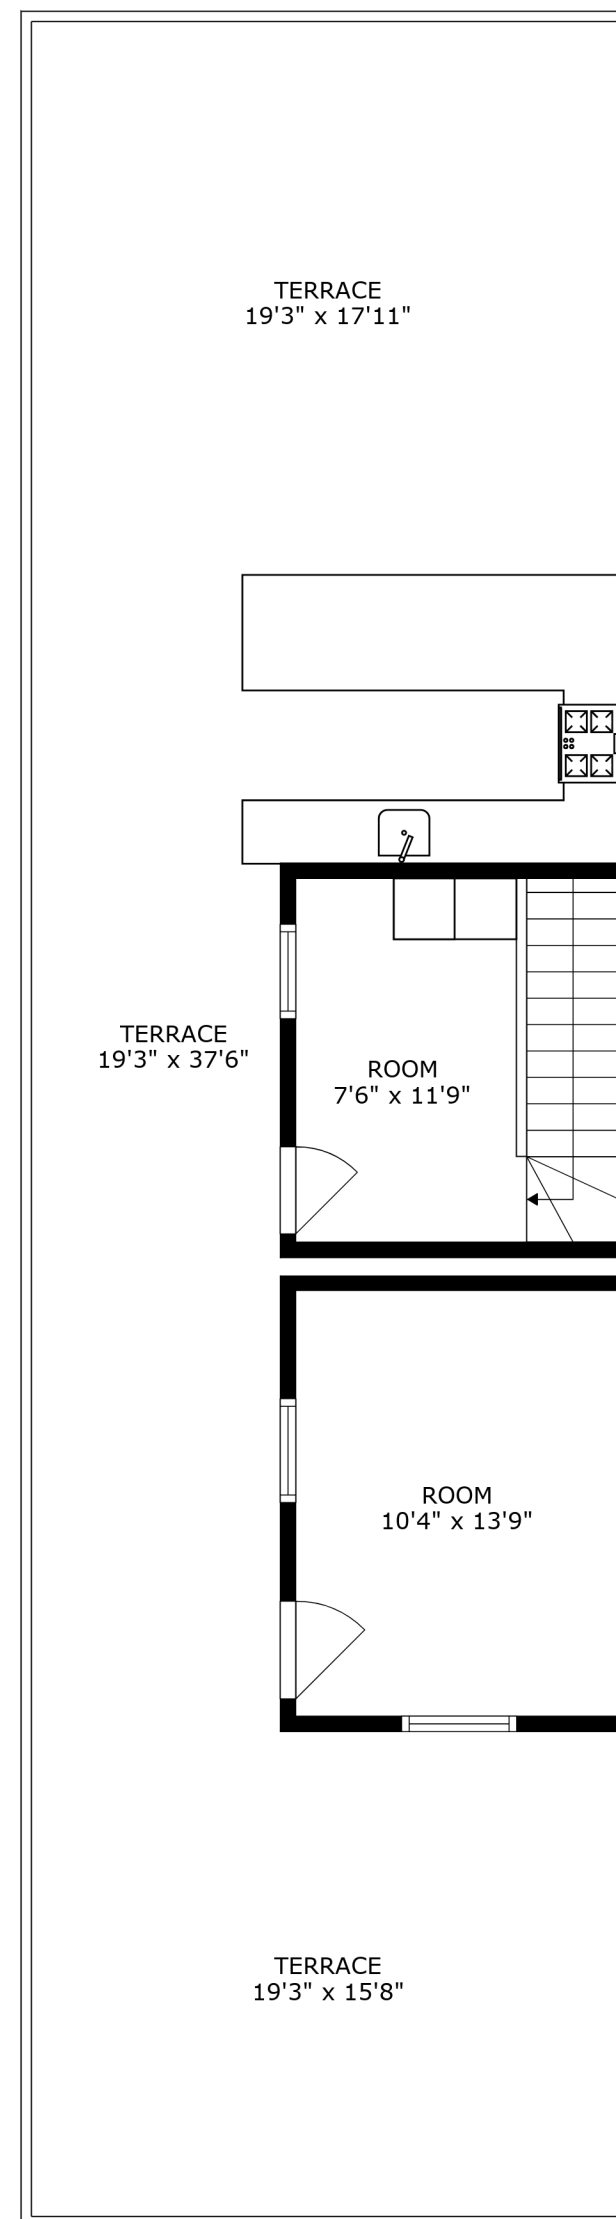 TERRACE
19'3" x 17'11"
TERRACE
19'3" x 37'6"
ROOM
7'6" x 11'9"
ROOM
10'4" x 13'9"
TERRACE
19'3" x 15'8"